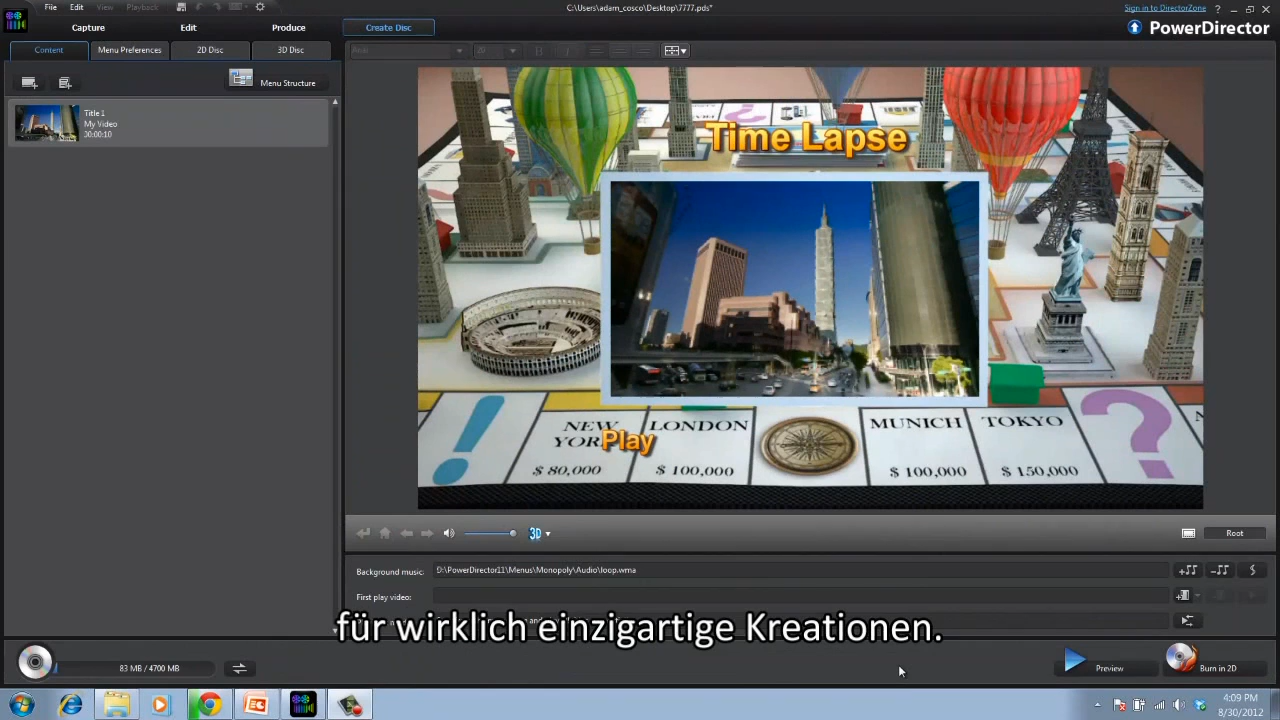 C:\Users\adam_cosco\Desktop\7777.pds*
Sign in to DirectorZone
File Edit View Playback
Capture Edit Produce Create Disc
PowerDirector
Content Menu Preferences 2D Disc 3D Disc
Menu Structure
Title 1
My Video
00:00:10
Time Lapse
NEW YORK
$ 80,000
LONDON
$ 100,000
MUNICH
$ 100,000
TOKYO
$ 150,000
Play
3D
Root
Background music: D:\PowerDirector11\Menus\Monopoly\Audio\loop.wma
First play video:
für wirklich einzigartige Kreationen.
83 MB / 4700 MB
Preview
Burn in 2D
4:09 PM
8/30/2012